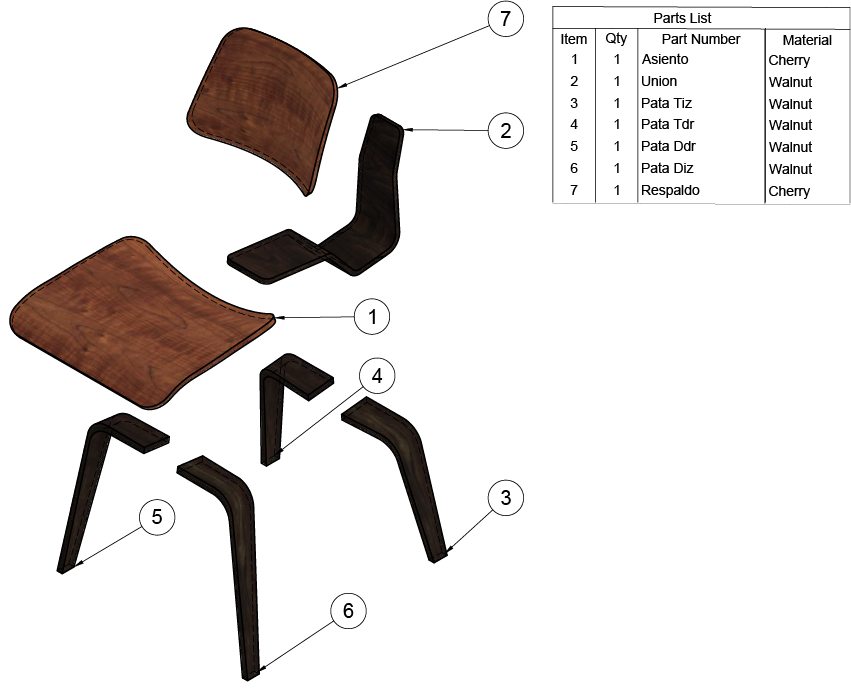 7
Parts List
Item Qty Part Number Material
1 1 Asiento Cherry
2 1 Union Walnut
3 1 Pata Tiz Walnut
4 1 Pata Tdr Walnut
5 1 Pata Ddr Walnut
6 1 Pata Diz Walnut
7 1 Respaldo Cherry
2
1
4
3
5
6